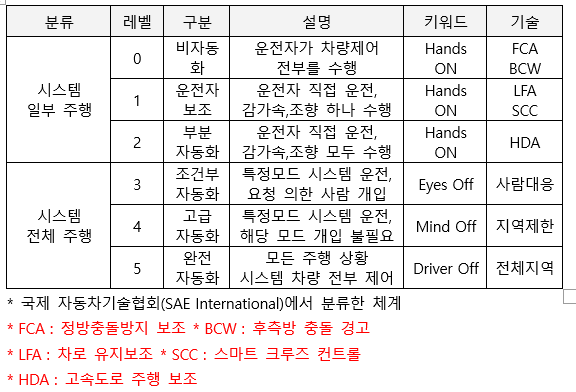 분류 레벨 구분 설명 키워드 기술
시스템
일부 주행
0
비자동
화
운전자가 차량제어
전부를 수행
Hands
ON
FCA
BCW
1
운전자
보조
운전자 직접 운전,
감가속,조향 하나 수행
Hands
ON
LFA
SCC
2
부분
자동화
운전자 직접 운전,
감가속,조향 모두 수행
Hands
ON
HDA
시스템
전체 주행
3
조건부
자동화
특정모드 시스템 운전,
요청 의한 사람 개입
Eyes Off
사람대응
4
고급
자동화
특정모드 시스템 운전,
해당 모드 개입 불필요
Mind Off
지역제한
5
완전
자동화
모든 주행 상황
시스템 차량 전부 제어
Driver Off
전체지역
* 국제 자동차기술협회(SAE International)에서 분류한 체계
* FCA : 정방충돌방지 보조 * BCW : 후측방 충돌 경고
* LFA : 차로 유지보조 * SCC : 스마트 크루즈 컨트롤
* HDA : 고속도로 주행 보조